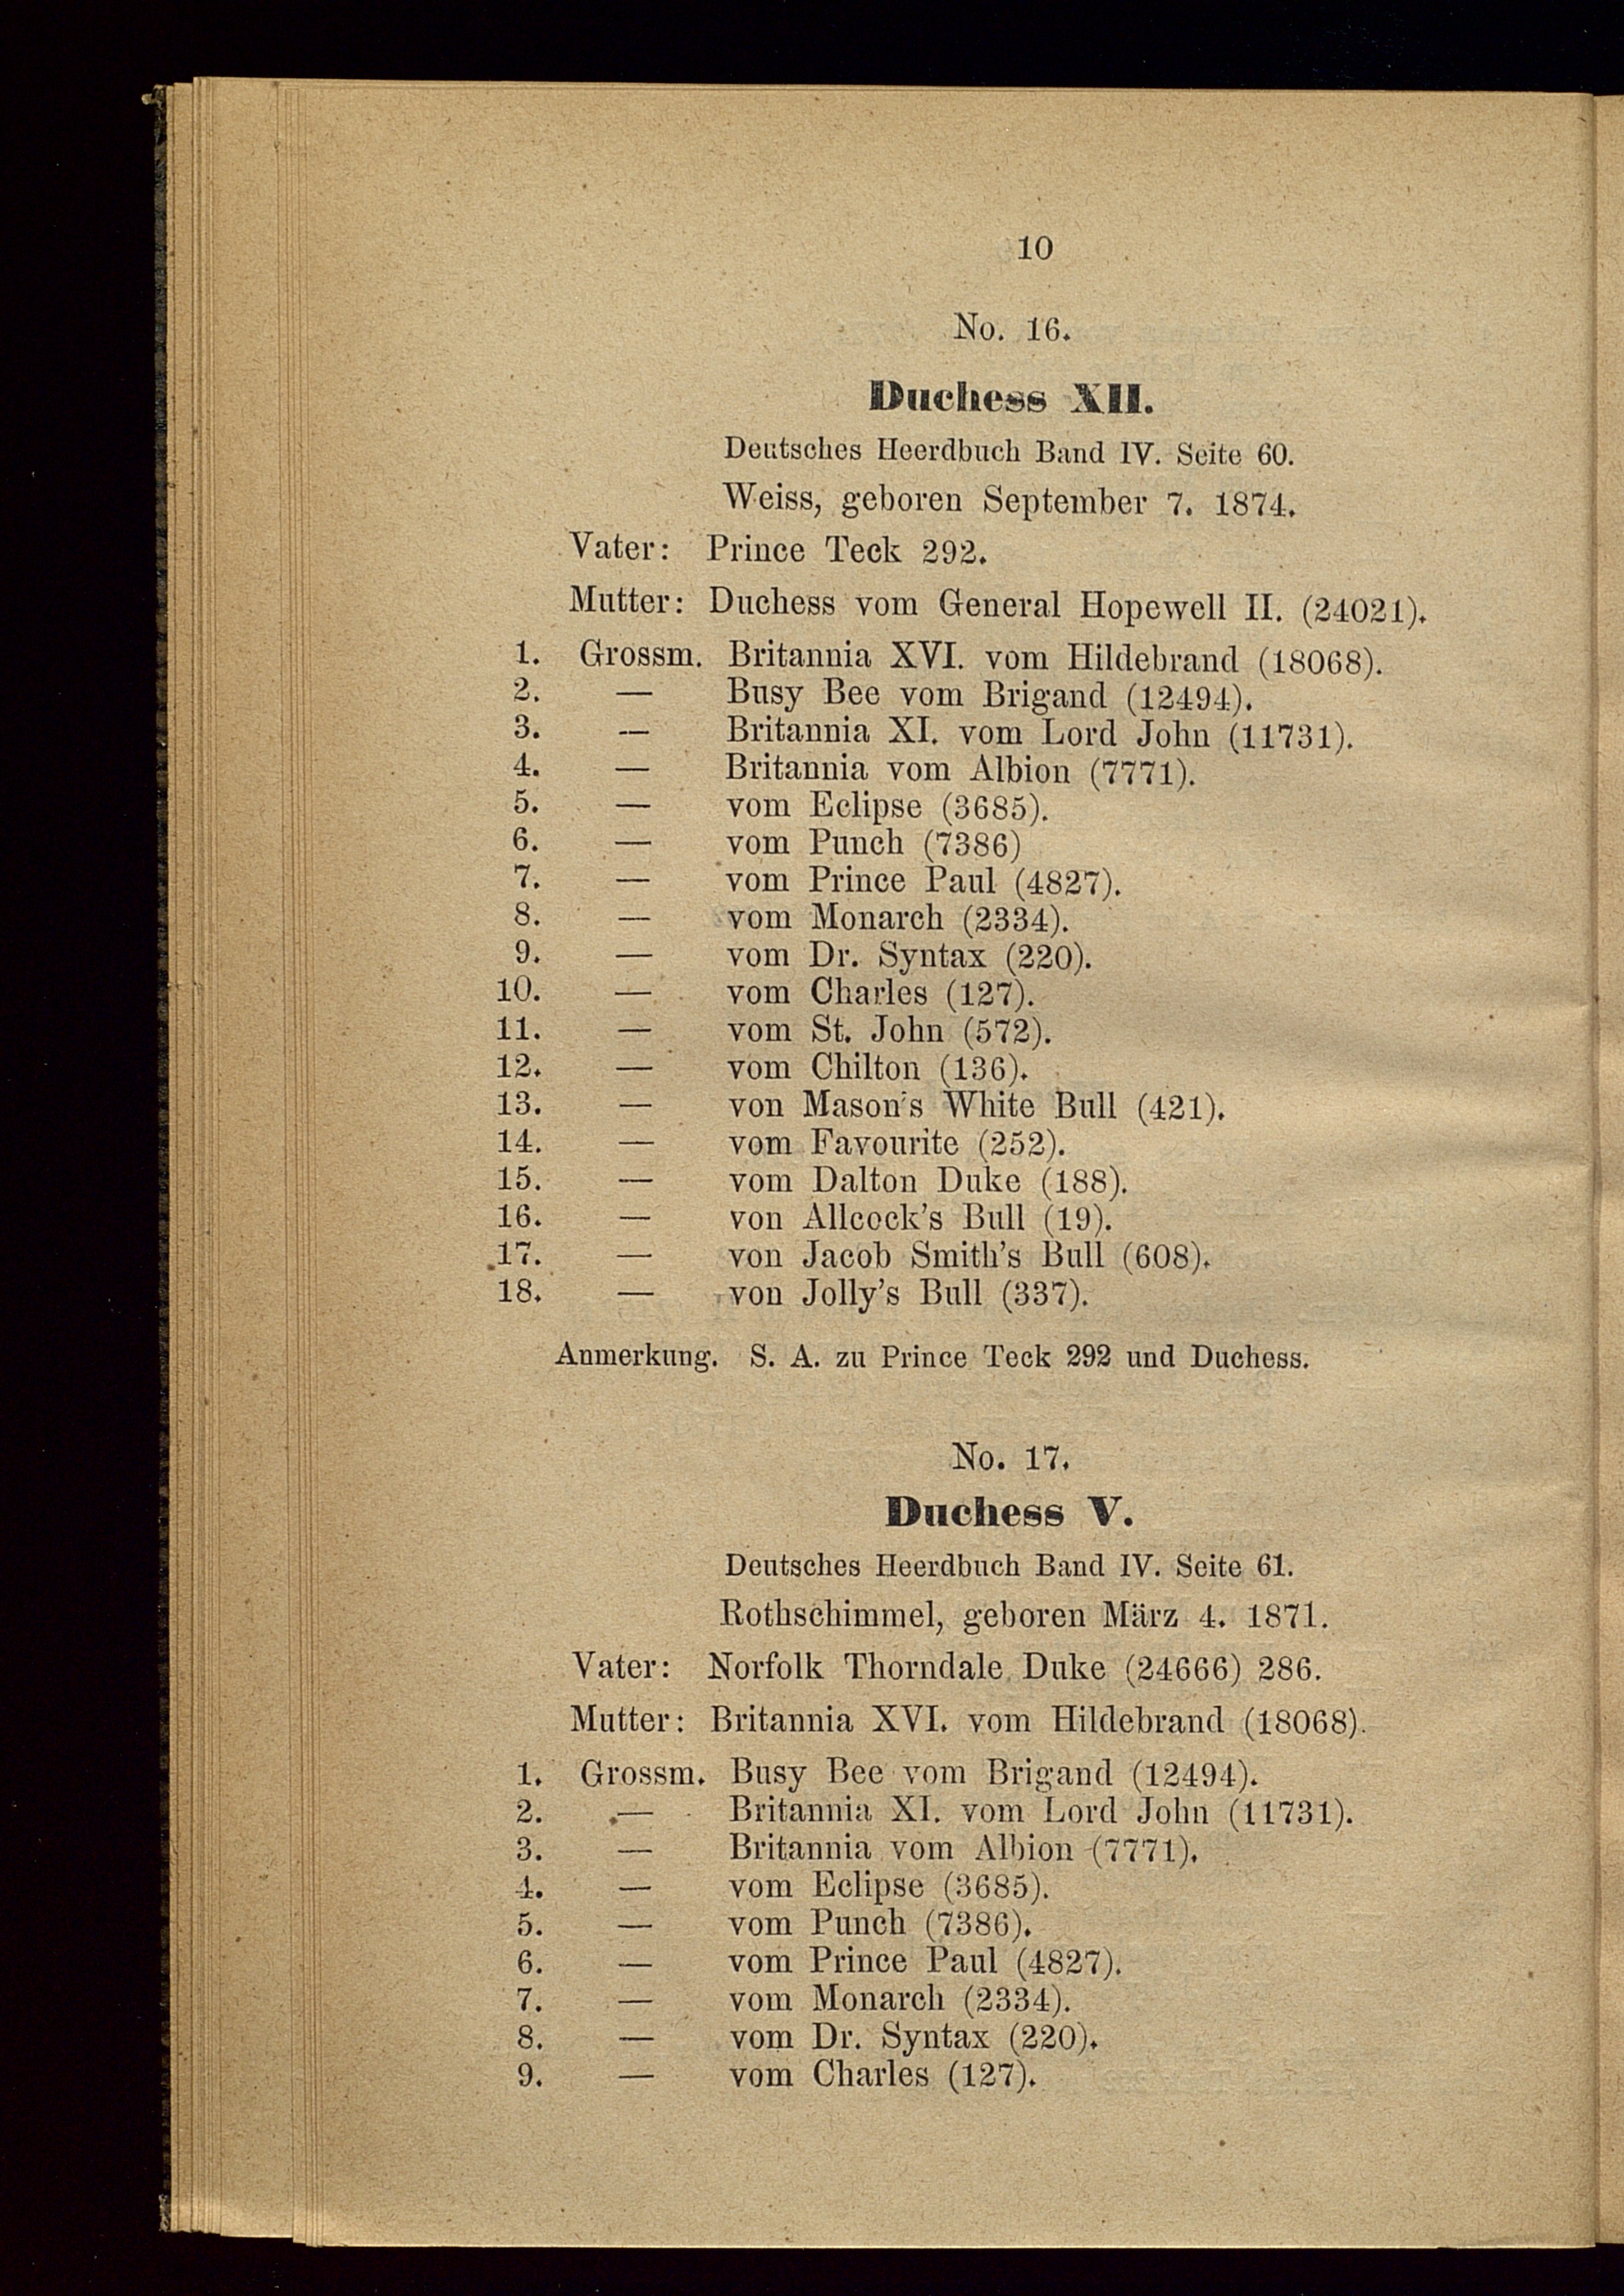 10
No. 16.
Duchess XII.
Deutsches Heerdbuch Band IV. Seite 60.
Weiss, geboren September 7. 1874.
Vater: Prince Teck 292.
Mutter: Duchess vom General Hopewell II. (24021).
1. Grossm. Britannia XVI. vom Hildebrand (18068).
2. — Busy Bee vom Brigand (12494).
3. — Britannia XI. vom Lord John (11731).
4. — Britannia vom Albion (7771).
5. — vom Eclipse (3685).
6. — vom Punch (7386)
7. — vom Prince Paul (4827).
8. — vom Monarch (2334).
9. — vom Dr. Syntax (220).
10. — vom Charles (127).
11. — vom St. John (572).
12. — vom Chilton (136).
13. — von Mason's White Bull (421).
14. — vom Favourite (252).
15. — vom Dalton Duke (188).
16. — von Allcock's Bull (19).
17. — von Jacob Smith's Bull (608).
18. — von Jolly's Bull (337).
Anmerkung. S. A. zu Prince Teck 292 und Duchess.
No. 17.
Duchess V.
Deutsches Heerdbuch Band IV. Seite 61.
Rothschimmel, geboren März 4. 1871.
Vater: Norfolk Thorndale Duke (24666) 286.
Mutter: Britannia XVI. vom Hildebrand (18068).
1. Grossm. Busy Bee vom Brigand (12494).
2. — Britannia XI. vom Lord John (11731).
3. — Britannia vom Albion (7771).
4. — vom Eclipse (3685).
5. — vom Punch (7386).
6. — vom Prince Paul (4827).
7. — vom Monarch (2334).
8. — vom Dr. Syntax (220).
9. — vom Charles (127).